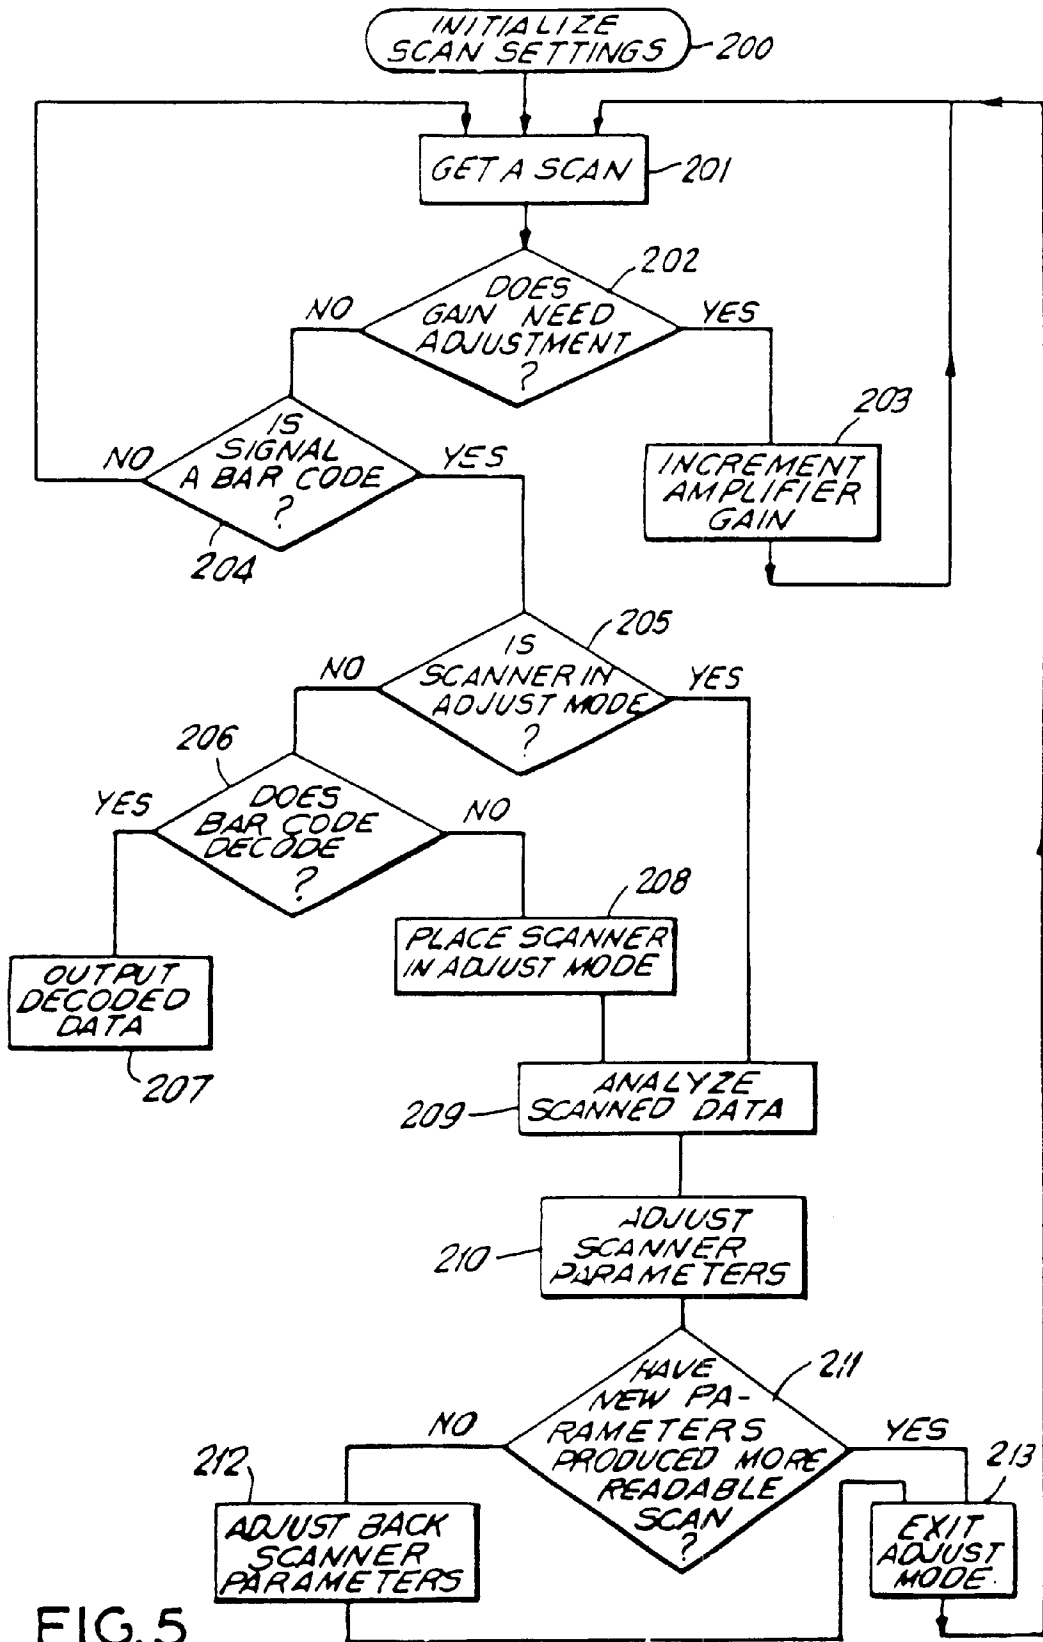 INITIALIZE
SCAN SETTINGS
200
GET A SCAN
201
202
DOES
GAIN NEED
ADJUSTMENT
?
NO
YES
203
INCREMENT
AMPLIFIER
GAIN
IS
SIGNAL
A BAR CODE
?
NO
YES
204
205
IS
SCANNER IN
ADJUST MODE
?
NO
YES
206
DOES
BAR CODE
DECODE
?
YES
NO
208
PLACE SCANNER
IN ADJUST MODE
OUTPUT
DECODED
DATA
207
ANALYZE
SCANNED DATA
209
ADJUST
SCANNER
PARAMETERS
210
211
HAVE
NEW PA-
RAMETERS
PRODUCED MORE
READABLE
SCAN
?
NO
YES
212
213
ADJUST BACK
SCANNER
PARAMETERS
EXIT
ADJUST
MODE.
FIG. 5